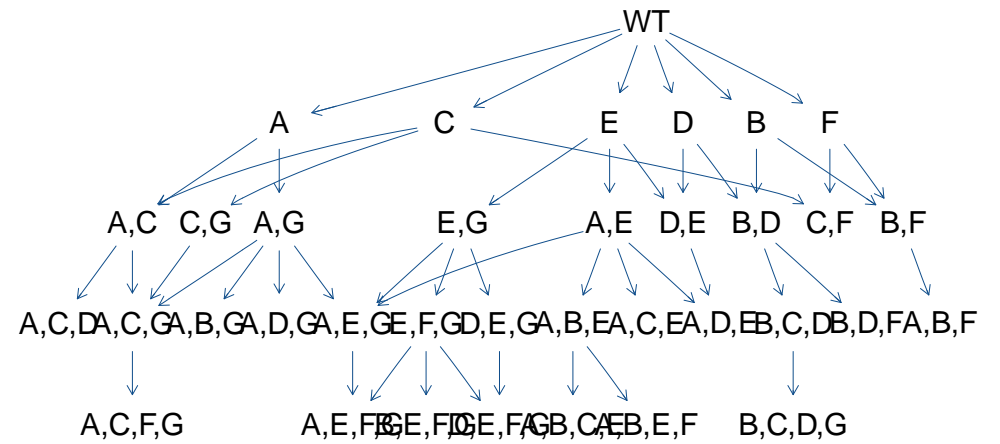 WT
A C E D B F
A,C C,G A,G E,G A,E D,E B,D C,F B,F
A,C,D A,C,G A,B,G A,D,G A,E,G E,F,G D,E,G A,B,E A,C,E A,D,E B,C,D B,D,F A,B,F
A,C,F,G A,E,F,G B,E,F,G D,E,F,G A,B,C,E A,B,E,F B,C,D,G